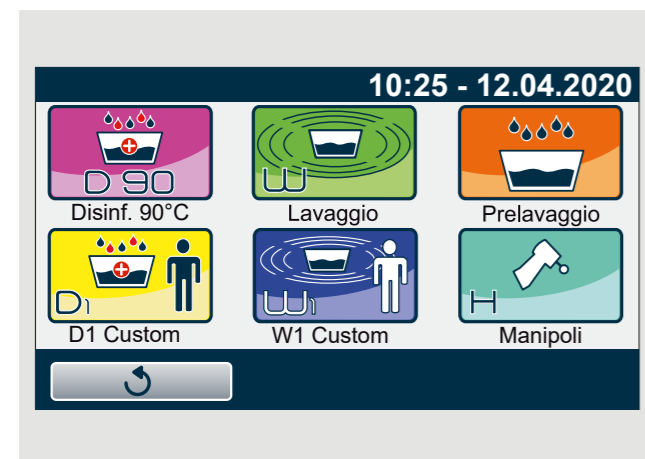 10:25 - 12.04.2020
D 90
W
Disinf. 90°C
Lavaggio
Prelavaggio
D1
W1
H
D1 Custom
W1 Custom
Manipoli